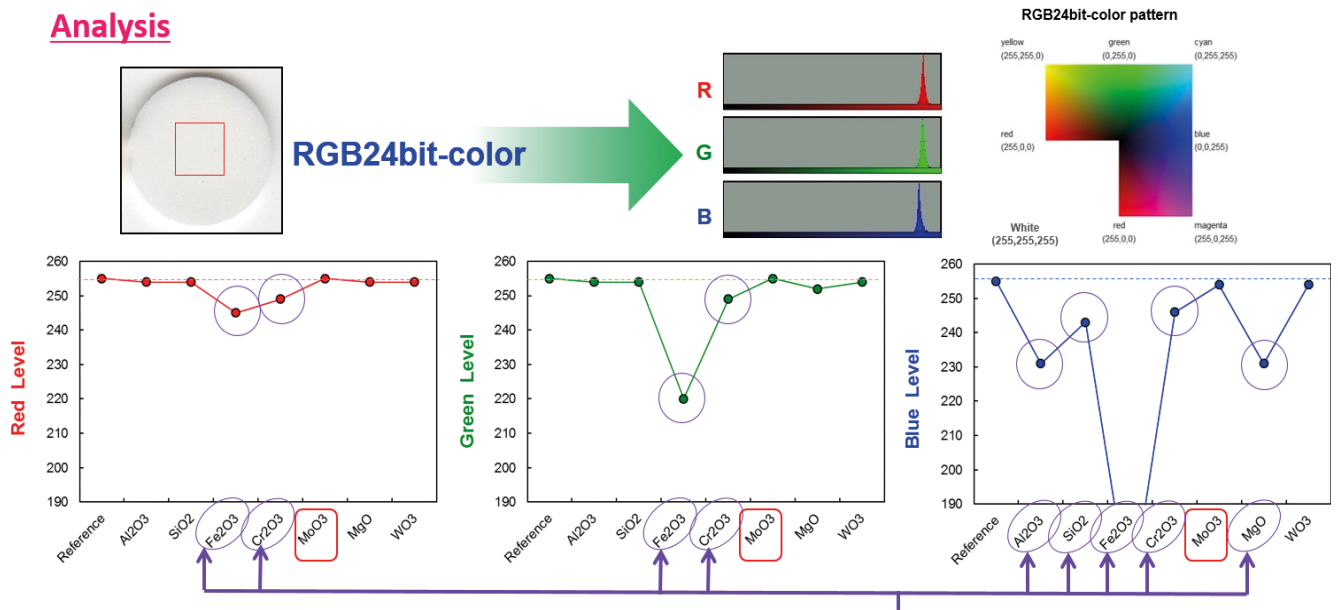 Analysis
RGB24bit-color
R
G
B
RGB24bit-color pattern
yellow
(255,255,0)
green
(0,255,0)
cyan
(0,255,255)
red
(255,0,0)
blue
(0,0,255)
White
(255,255,255)
red
(255,0,0)
magenta
(255,0,255)
Red Level
260
250
240
230
220
210
200
190
Reference
Al2O3
SiO2
Fe2O3
Cr2O3
MoO3
MgO
WO3
Green Level
260
250
240
230
220
210
200
190
Reference
Al2O3
SiO2
Fe2O3
Cr2O3
MoO3
MgO
WO3
Blue Level
260
250
240
230
220
210
200
190
Reference
Al2O3
SiO2
Fe2O3
Cr2O3
MoO3
MgO
WO3